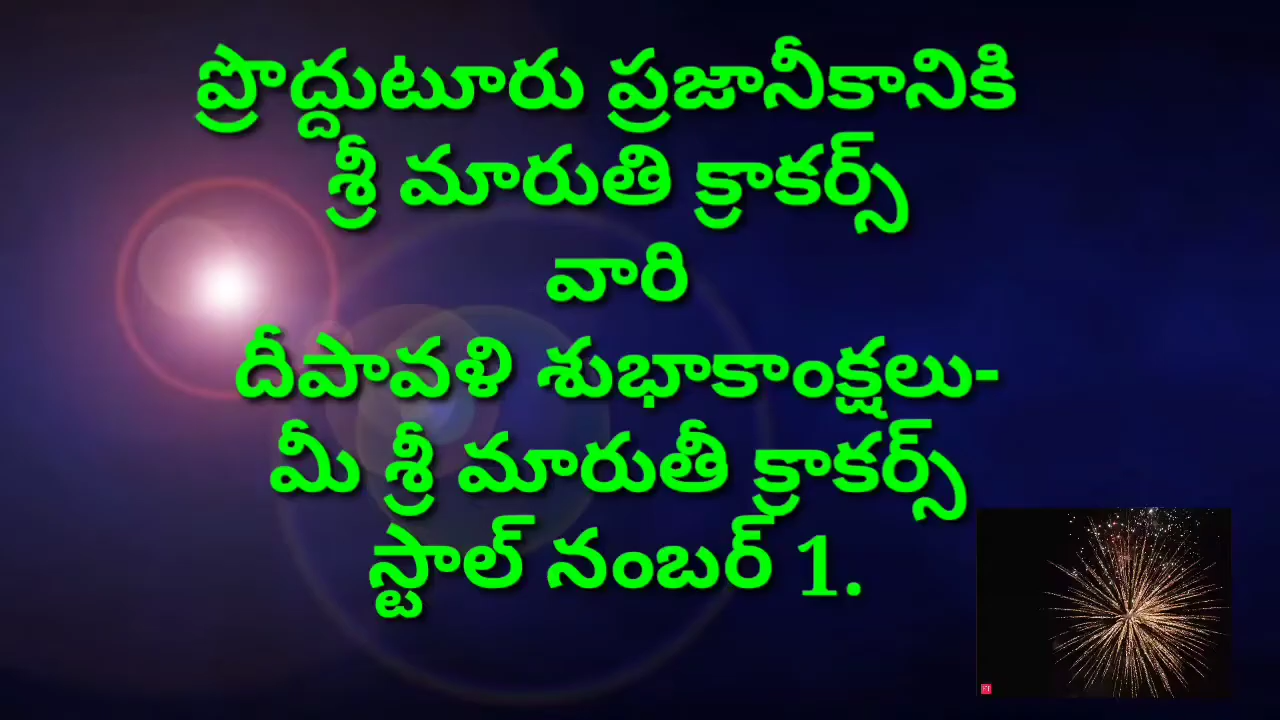 ప్రొద్దుటూరు ప్రజానీకానికి
శ్రీ మారుతి క్రాకర్స్
వారి
దీపావళి శుభాకాంక్షలు-
మీ శ్రీ మారుతీ క్రాకర్స్
స్టాల్ నంబర్ 1.